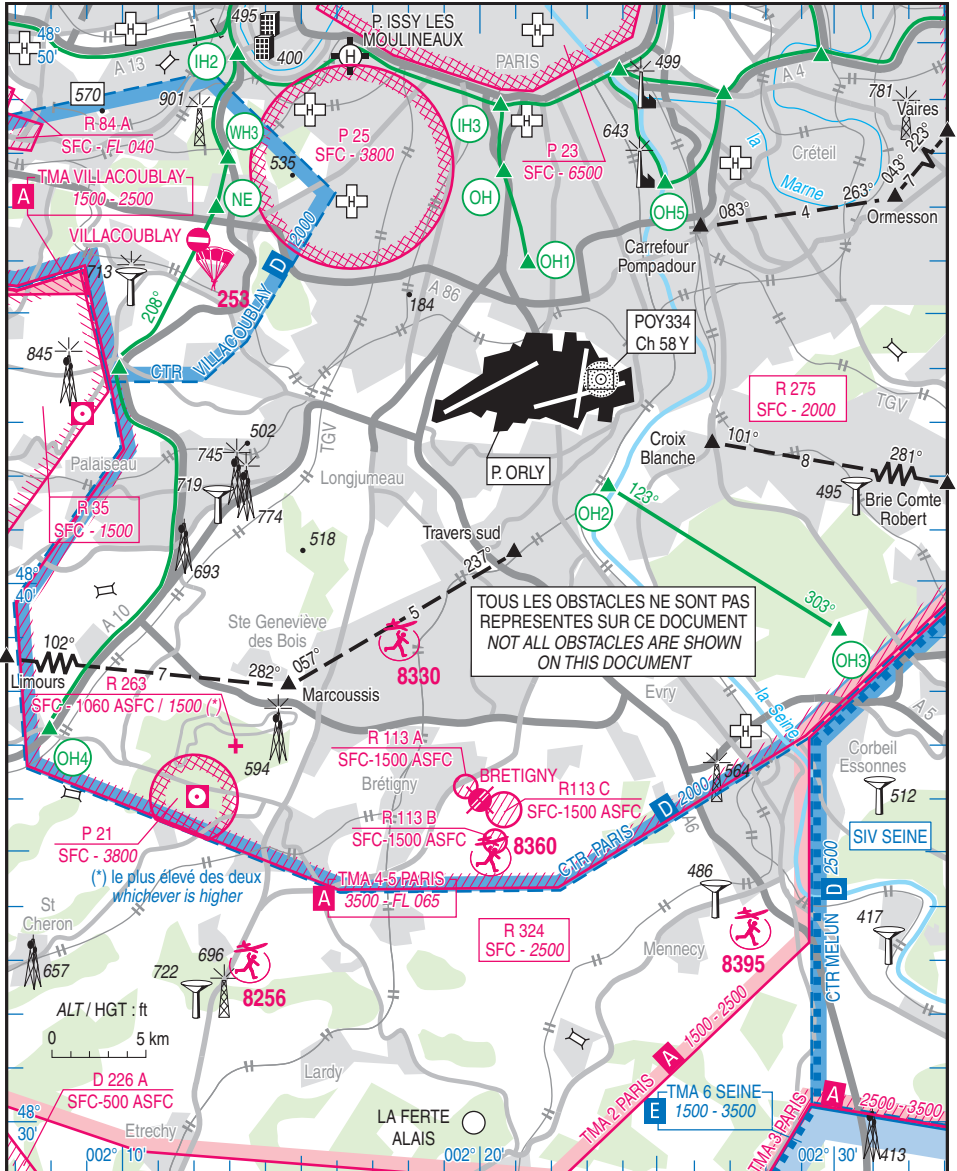 48°
50'
495
400
P. ISSY LES
MOULINEAUX
PARIS
499
A 13
IH2
A 4
781
Vaires
570
901
R 84 A
SFC - FL 040
WH3
P 25
SFC - 3800
IH3
P 23
SFC - 6500
643
la
Créteil
043° 223°
7
535
Marne
A
TMA VILLACOUBLAY
1500 - 2500
NE
OH
OH5
083°
4
263°
Ormesson
VILLACOUBLAY
Carrefour
Pompadour
OH1
713
253
2000
D
CTR VILLACOUBLAY
208°
A 86
184
POY334
Ch 58 Y
845
R 275
SFC - 2000
TGV
P. ORLY
Croix
Blanche
101°
8
281°
Brie Comte
Robert
495
502
745
TGV
Palaiseau
Longjumeau
719
774
R 35
SFC - 1500
OH2
123°
303°
OH3
Travers sud
237°
5
057°
518
693
48°
40'
A 10
TOUS LES OBSTACLES NE SONT PAS
REPRESENTES SUR CE DOCUMENT
NOT ALL OBSTACLES ARE SHOWN
ON THIS DOCUMENT
Ste Geneviève
des Bois
102°
7
282°
Limours
Marcoussis
8330
R 263
SFC - 1060 ASFC / 1500 (*)
Evry
la Seine
A 5
OH4
594
R 113 A
SFC-1500 ASFC
BRETIGNY
Brétigny
R113 C
SFC-1500 ASFC
R 113 B
SFC-1500 ASFC
8360
564
Corbeil
Essonnes
512
P 21
SFC - 3800
(*) le plus élevé des deux
whichever is higher
CTR PARIS
D
2000
A6
SIV SEINE
A
TMA 4-5 PARIS
3500 - FL 065
486
CTR MELUN
D
2500
417
St
Cheron
R 324
SFC - 2500
Mennecy
8395
657
722
696
8256
ALT / HGT : ft
0
5 km
Lardy
TMA 2 PARIS
A
1500 - 2500
D 226 A
SFC-500 ASFC
LA FERTE
ALAIS
E
TMA 6 SEINE
1500 - 3500
TMA 3 PARIS
A
2500 - 3500
Etrechy
48°
30'
413
002° 10'
002° 20'
002° 30'